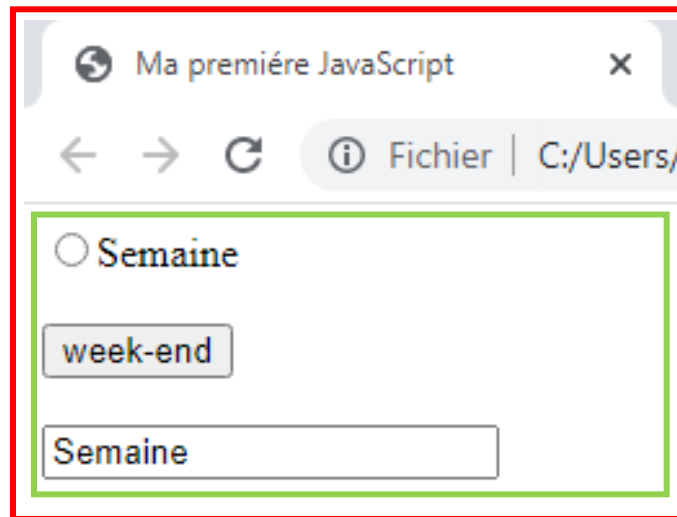 Ma premiére JavaScript
Fichier | C:/Users/
Semaine
week-end
Semaine